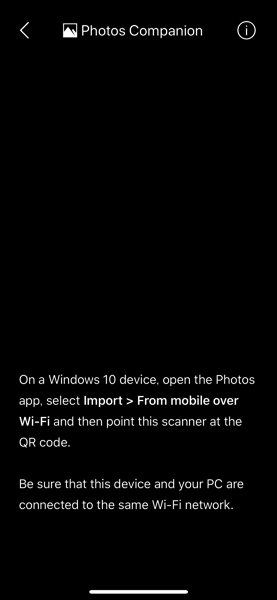 Photos Companion
On a Windows 10 device, open the Photos
app, select Import > From mobile over
Wi-Fi and then point this scanner at the
QR code.
Be sure that this device and your PC are
connected to the same Wi-Fi network.